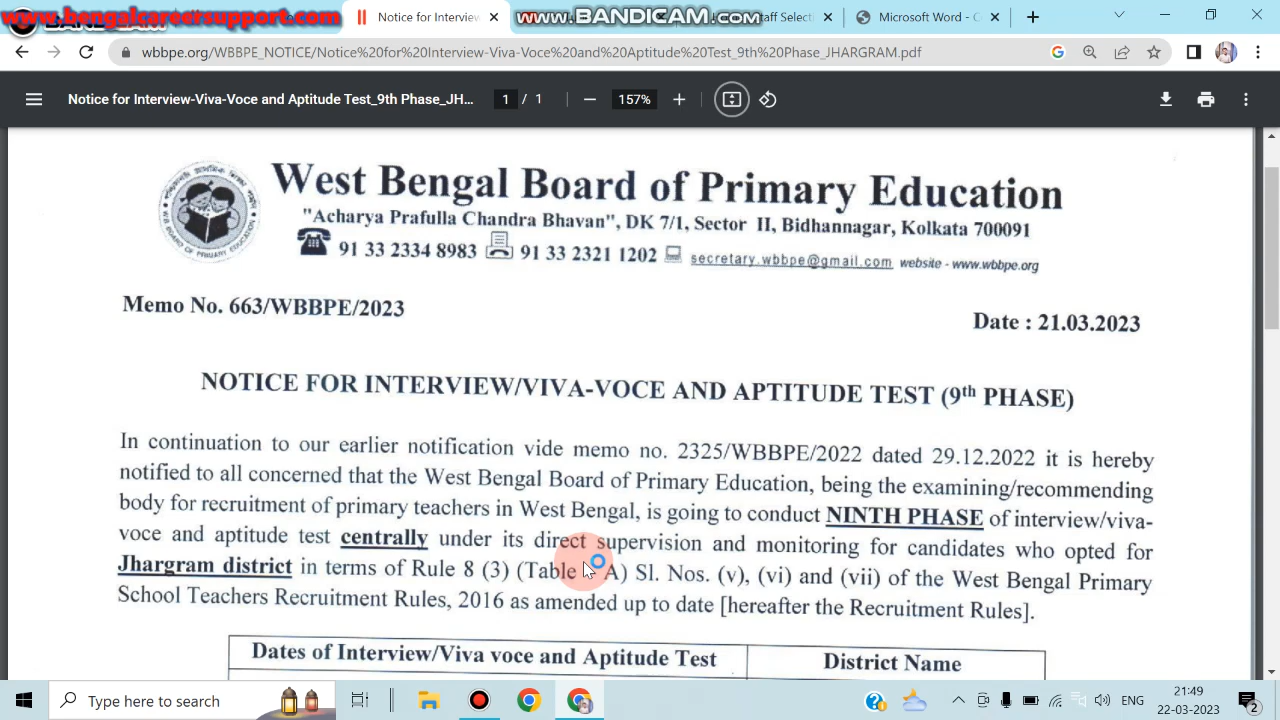 www.bengalcareersupport.com
BANDICAM
Notice for Interview
www.BANDICAM.com
tant Select
Microsoft Word - C
wbbpe.org/WBBPE_NOTICE/Notice%20for%20Interview-Viva-Voce%20and%20Aptitude%20Test_9th%20Phase_JHARGRAM.pdf
Notice for Interview-Viva-Voce and Aptitude Test_9th Phase_JH...
1 / 1
157%
West Bengal Board of Primary Education
"Acharya Prafulla Chandra Bhavan", DK 7/1, Sector II, Bidhannagar, Kolkata 700091
91 33 2334 8983 91 33 2321 1202 secretary.wbbpe@gmail.com website - www.wbbpe.org
Memo No. 663/WBBPE/2023
Date : 21.03.2023
NOTICE FOR INTERVIEW/VIVA-VOCE AND APTITUDE TEST (9th PHASE)
In continuation to our earlier notification vide memo no. 2325/WBBPE/2022 dated 29.12.2022 it is hereby
notified to all concerned that the West Bengal Board of Primary Education, being the examining/recommending
body for recruitment of primary teachers in West Bengal, is going to conduct NINTH PHASE of interview/viva-
voce and aptitude test centrally under its direct supervision and monitoring for candidates who opted for
Jhargram district in terms of Rule 8 (3) (Table A) Sl. Nos. (v), (vi) and (vii) of the West Bengal Primary
School Teachers Recruitment Rules, 2016 as amended up to date [hereafter the Recruitment Rules].
Dates of Interview/Viva voce and Aptitude Test
District Name
Type here to search
ENG
21:49
22-03-2023
2